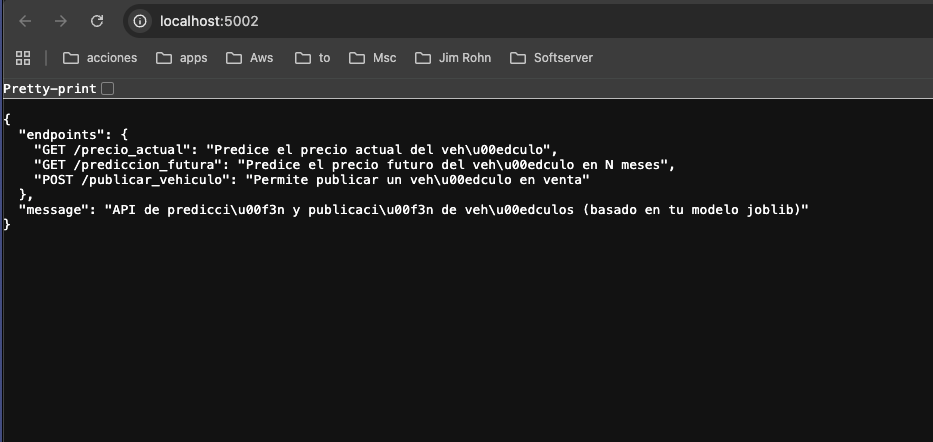 localhost:5002
acciones apps Aws to Msc Jim Rohn Softserver
Pretty-print
{
  "endpoints": {
    "GET /precio_actual": "Predice el precio actual del veh\u00edculo",
    "GET /prediccion_futura": "Predice el precio futuro del veh\u00edculo en N meses",
    "POST /publicar_vehiculo": "Permite publicar un veh\u00edculo en venta"
  },
  "message": "API de predicci\u00f3n y publicaci\u00f3n de veh\u00edculos (basado en tu modelo joblib)"
}